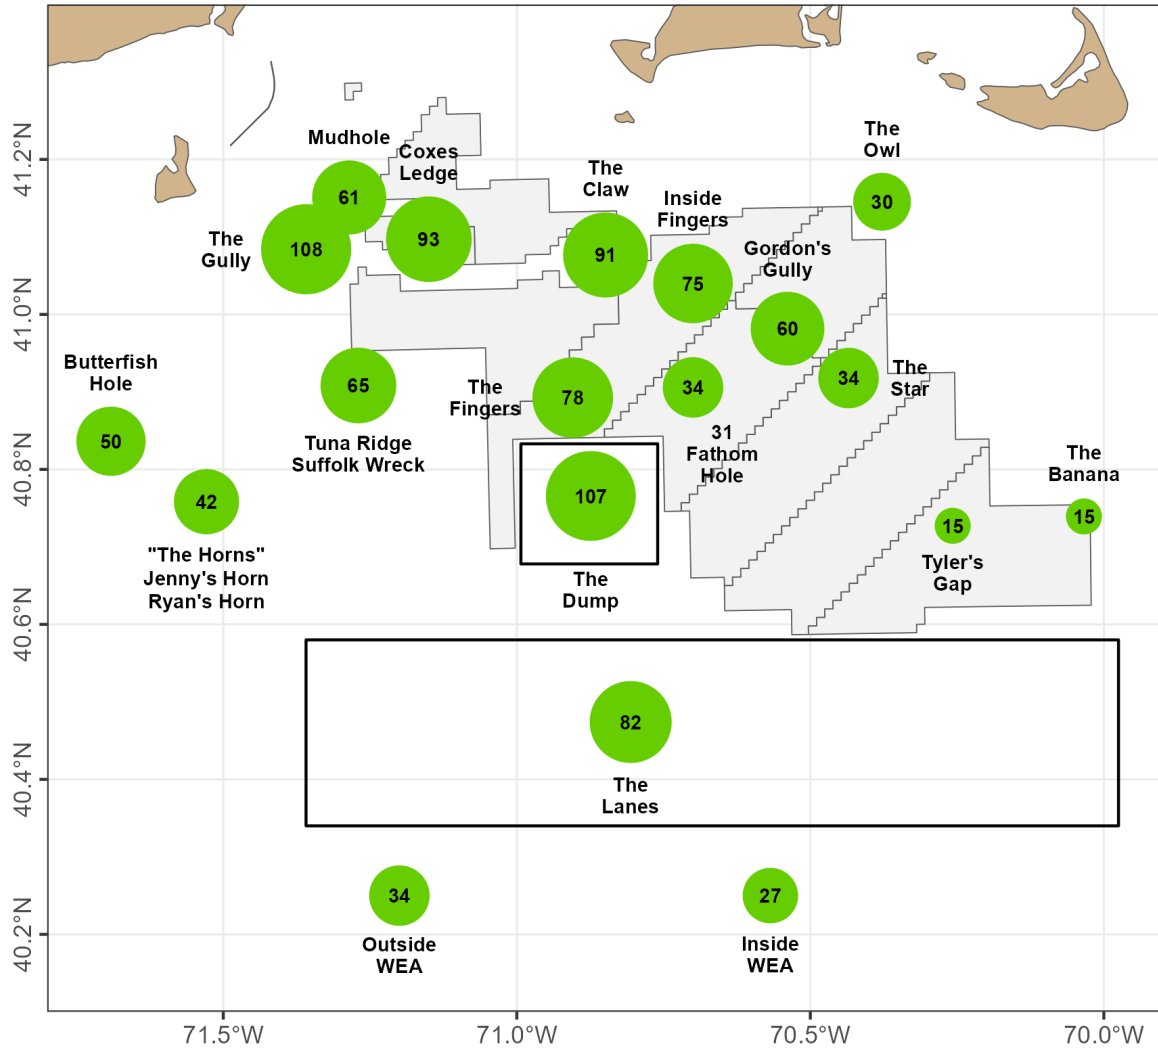 Mudhole
61
Coxes
Ledge
93
The
Gully
108
The
Claw
91
Inside
Fingers
75
The
Owl
30
Gordon's
Gully
60
Butterfish
Hole
50
65
Tuna Ridge
Suffolk Wreck
The
Fingers
78
34
31
Fathom
Hole
34
The
Star
42
"The Horns"
Jenny's Horn
Ryan's Horn
107
The
Dump
15
Tyler's
Gap
The
Banana
15
82
The
Lanes
34
Outside
WEA
27
Inside
WEA
41.2°N
41.0°N
40.8°N
40.6°N
40.4°N
40.2°N
71.5°W
71.0°W
70.5°W
70.0°W